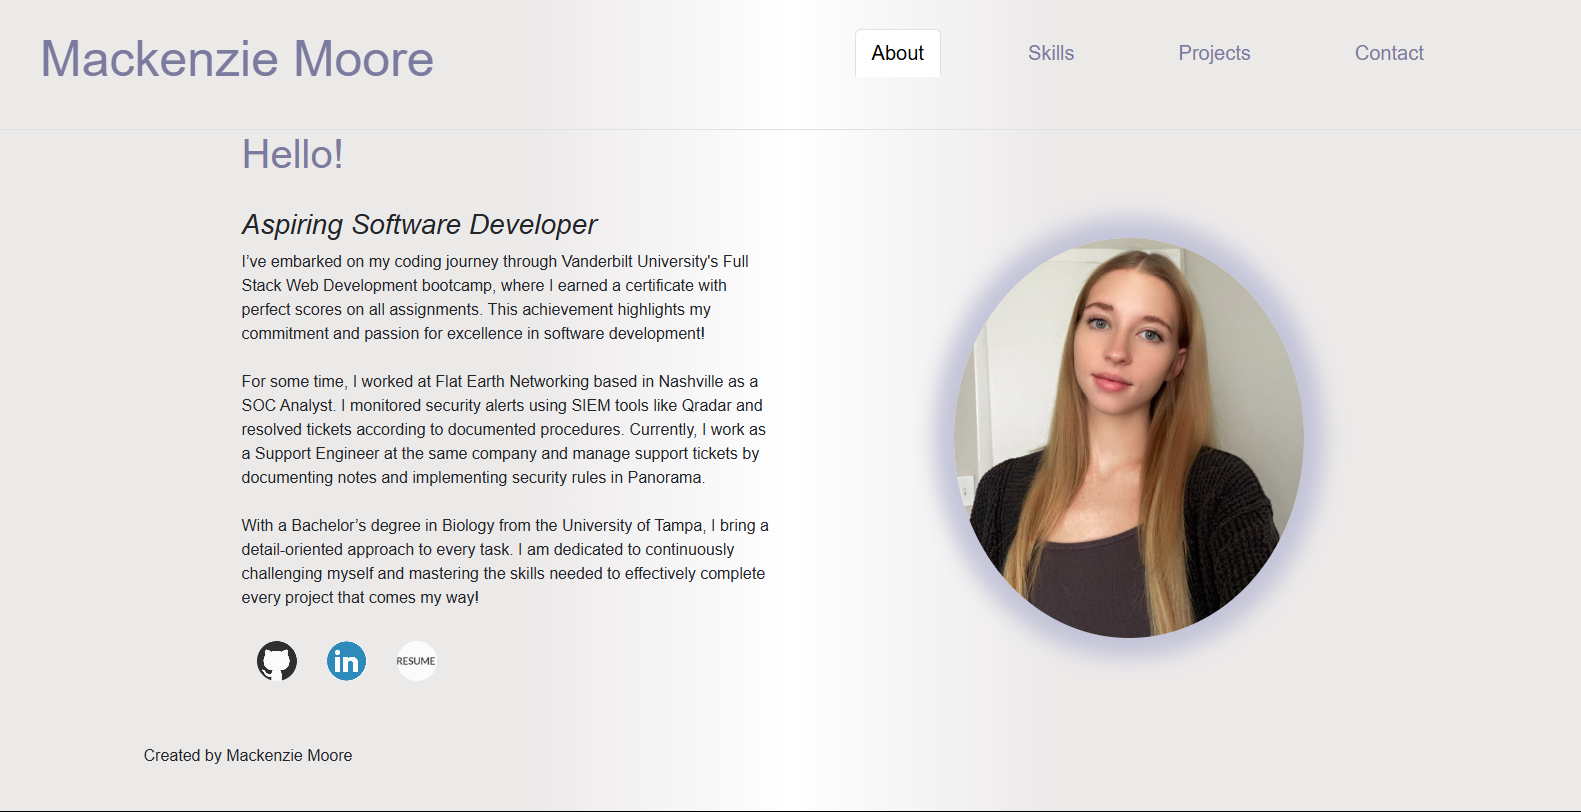 Mackenzie Moore
About
Skills
Projects
Contact
Hello!
Aspiring Software Developer
I’ve embarked on my coding journey through Vanderbilt University's Full
Stack Web Development bootcamp, where I earned a certificate with
perfect scores on all assignments. This achievement highlights my
commitment and passion for excellence in software development!
For some time, I worked at Flat Earth Networking based in Nashville as a
SOC Analyst. I monitored security alerts using SIEM tools like Qradar and
resolved tickets according to documented procedures. Currently, I work as
a Support Engineer at the same company and manage support tickets by
documenting notes and implementing security rules in Panorama.
With a Bachelor’s degree in Biology from the University of Tampa, I bring a
detail-oriented approach to every task. I am dedicated to continuously
challenging myself and mastering the skills needed to effectively complete
every project that comes my way!
in
RESUME
Created by Mackenzie Moore